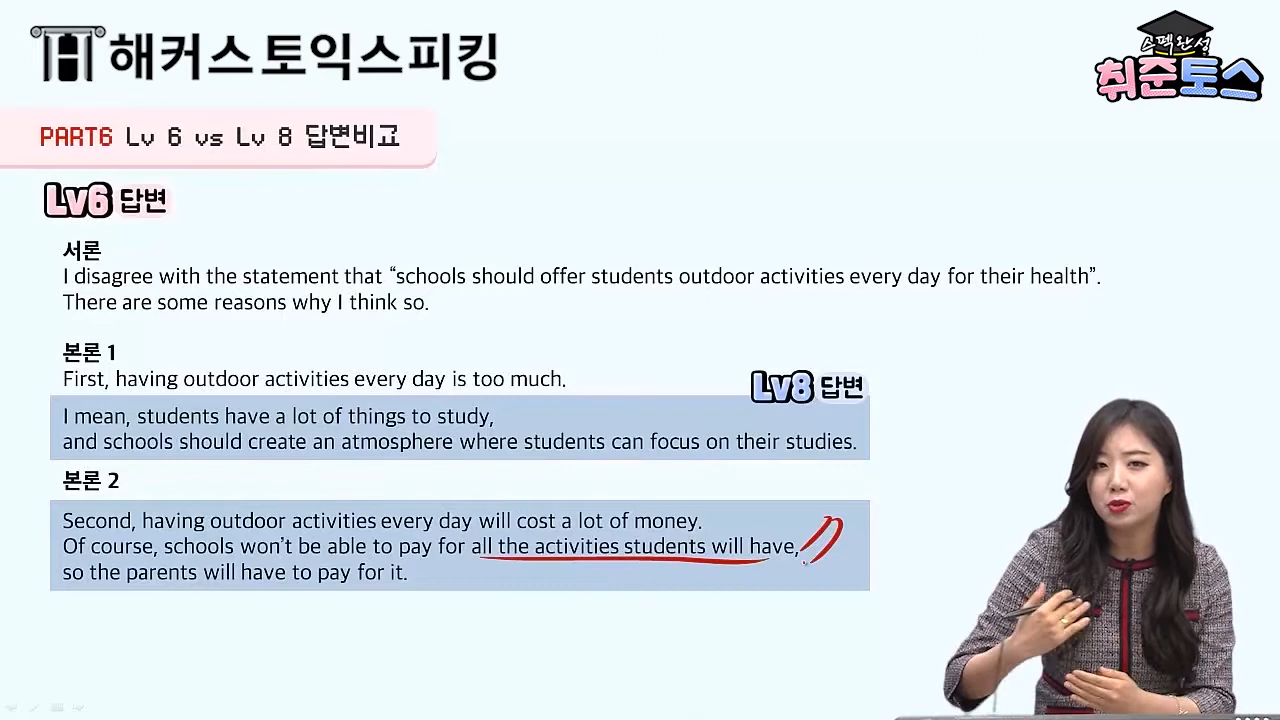 해커스토익스피킹
스펙완성
취준토스
PART6 Lv 6 vs Lv 8 답변비교
Lv6 답변
서론
I disagree with the statement that “schools should offer students outdoor activities every day for their health”.
There are some reasons why I think so.
본론 1
First, having outdoor activities every day is too much.
Lv8 답변
I mean, students have a lot of things to study,
and schools should create an atmosphere where students can focus on their studies.
본론 2
Second, having outdoor activities every day will cost a lot of money.
Of course, schools won’t be able to pay for all the activities students will have,
so the parents will have to pay for it.